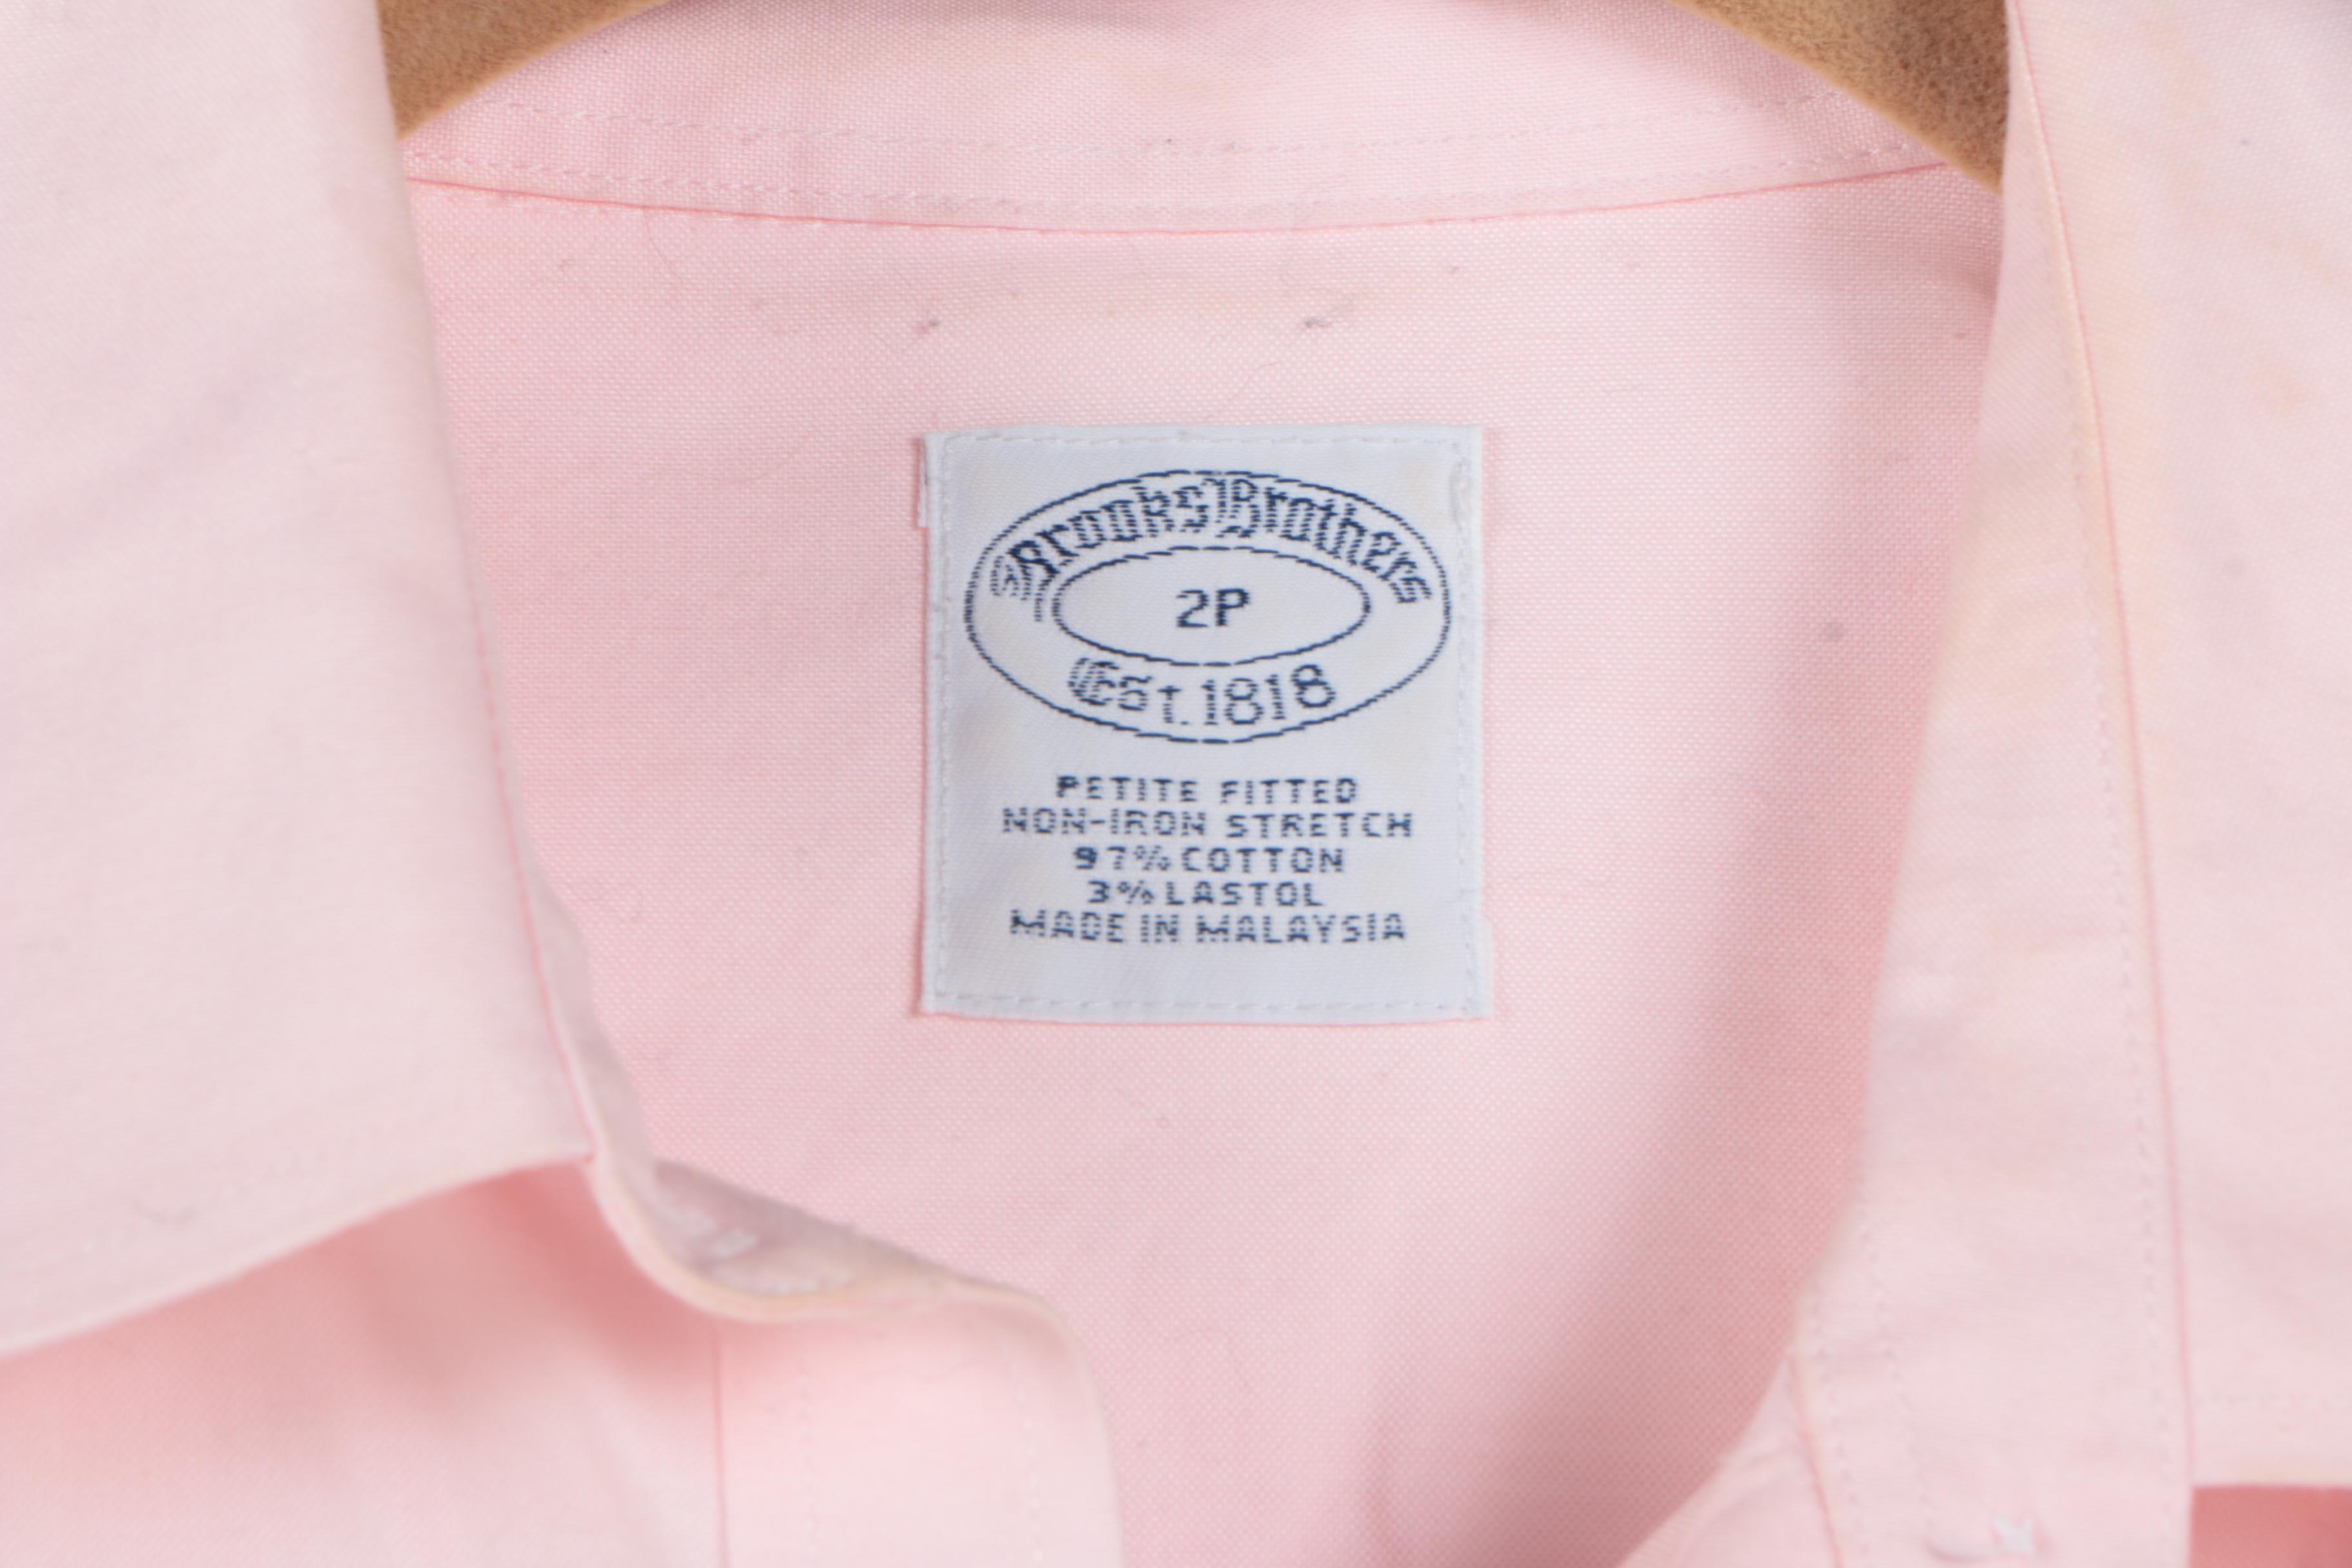 Brooks Brothers
2P
Est. 1818
PETITE FITTED
NON-IRON STRETCH
97% COTTON
3% LASTOL
MADE IN MALAYSIA